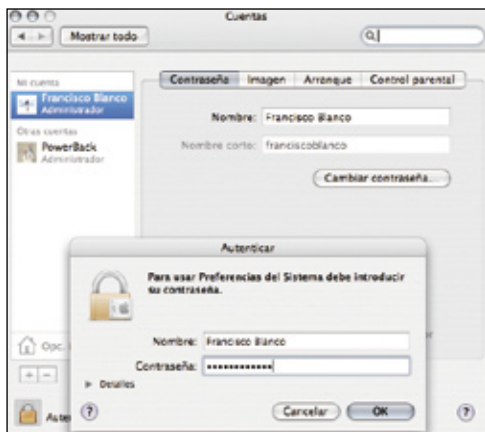 Cuentas
Mostrar todo
Mi cuenta
Francisco Blanco
Administrador
Otras cuentas
PowerBack
Administrador
Contraseña Imagen Arranque Control parental
Nombre: Francisco Blanco
Nombre corto: franciscoblanco
Cambiar contraseña...
Autenticar
Para usar Preferencias del Sistema debe introducir
su contraseña.
Nombre: Francisco Blanco
Contraseña: ••••••••••••
Detalles
Opc.
+ -
? Cancelar OK ?